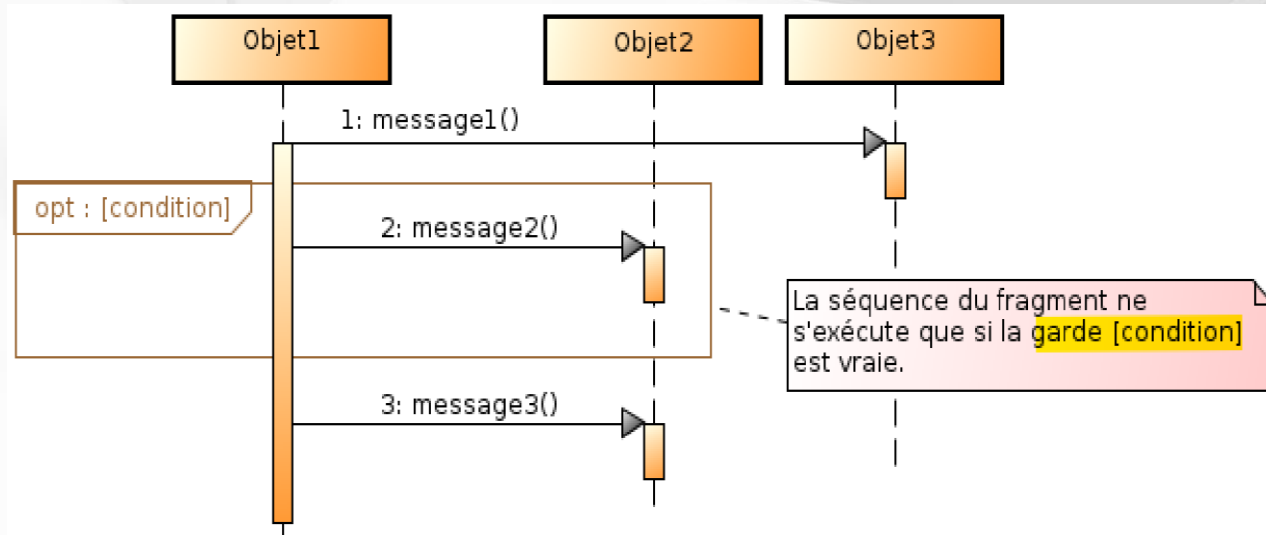 Objet1
Objet2
Objet3
1: message1()
opt : [condition]
2: message2()
La séquence du fragment ne
s'exécute que si la garde [condition]
est vraie.
3: message3()